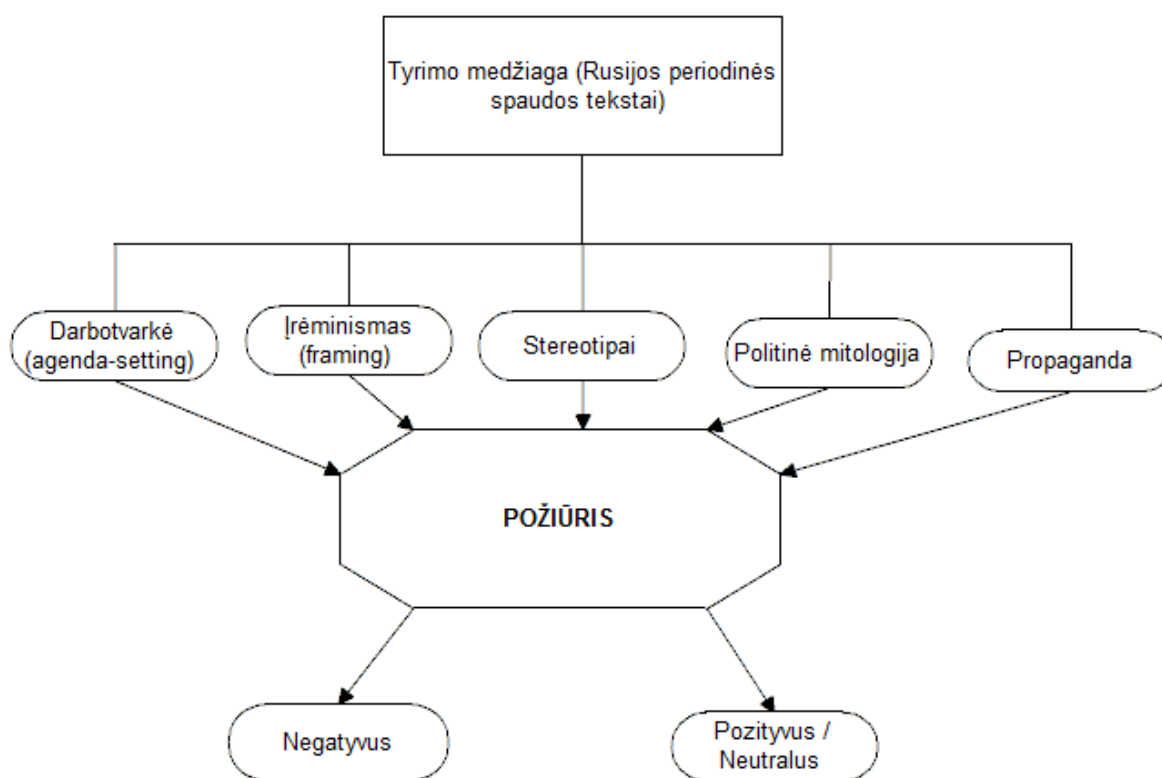 Tyrimo medžiaga (Rusijos periodinės
spaudos tekstai)
Darbotvarkė
(agenda-setting)
Įrėminismas
(framing)
Stereotipai
Politinė mitologija
Propaganda
POŽIŪRIS
Negatyvus
Pozityvus /
Neutralus